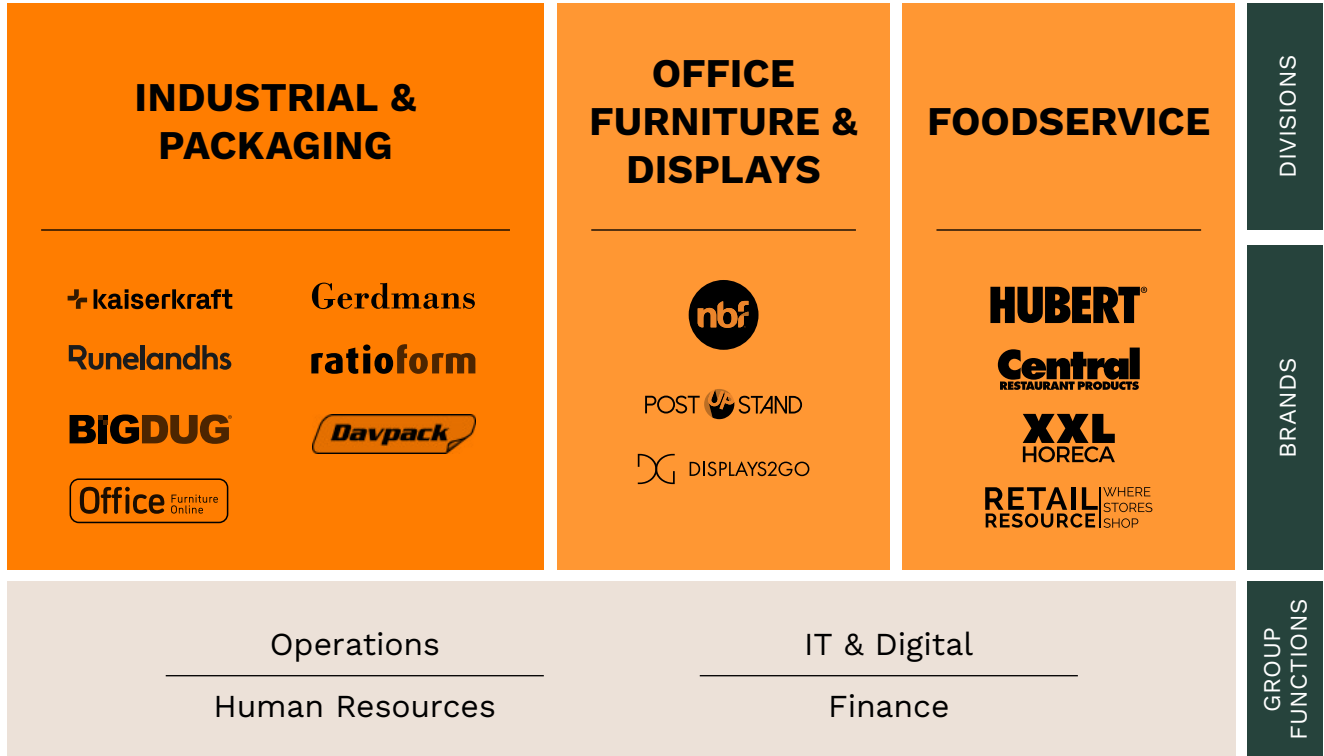 INDUSTRIAL &
PACKAGING
kaiserkraft
Gerdmans
Runelandhs
ratioform
BIGDUG®
Davpack
Office Furniture
Online
OFFICE
FURNITURE &
DISPLAYS
nbf
POST UP STAND
DISPLAYS2GO
FOODSERVICE
HUBERT®
Central
RESTAURANT PRODUCTS
XXL
HORECA
RETAIL
RESOURCE
WHERE
STORES
SHOP
DIVISIONS
BRANDS
Operations
Human Resources
IT & Digital
Finance
GROUP
FUNCTIONS